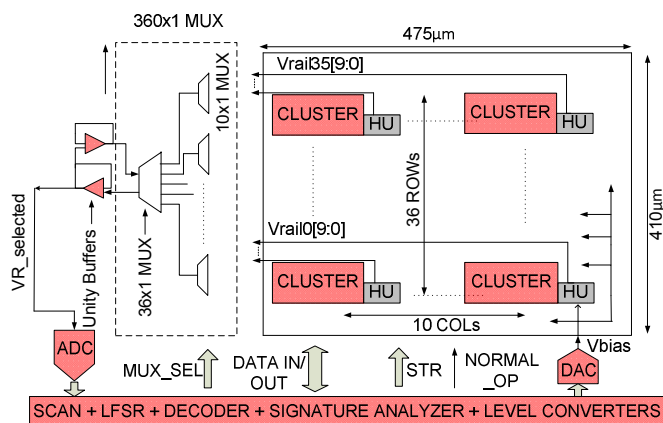 360x1 MUX
475µm
Vrail35[9:0]
10x1 MUX
CLUSTER
HU
CLUSTER
HU
36 ROWs
410µm
VR_selected
Unity Buffers
36x1 MUX
Vrail0[9:0]
CLUSTER
HU
CLUSTER
HU
10 COLs
Vbias
ADC
MUX_SEL
DATA IN/
OUT
STR
NORMAL
_OP
DAC
SCAN + LFSR + DECODER + SIGNATURE ANALYZER + LEVEL CONVERTERS